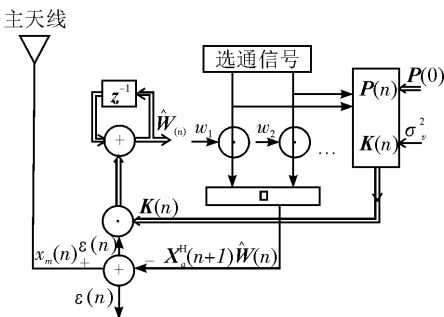 主天线
选通信号
P(n)
P(0)
K(n)
σ_v^2
z^{-1}
+
Ŵ(n)
w_1
w_2
...
K(n)
ε(n)
x_m(n)
+
+
−
X_a^H(n+1)Ŵ(n)
ε(n)